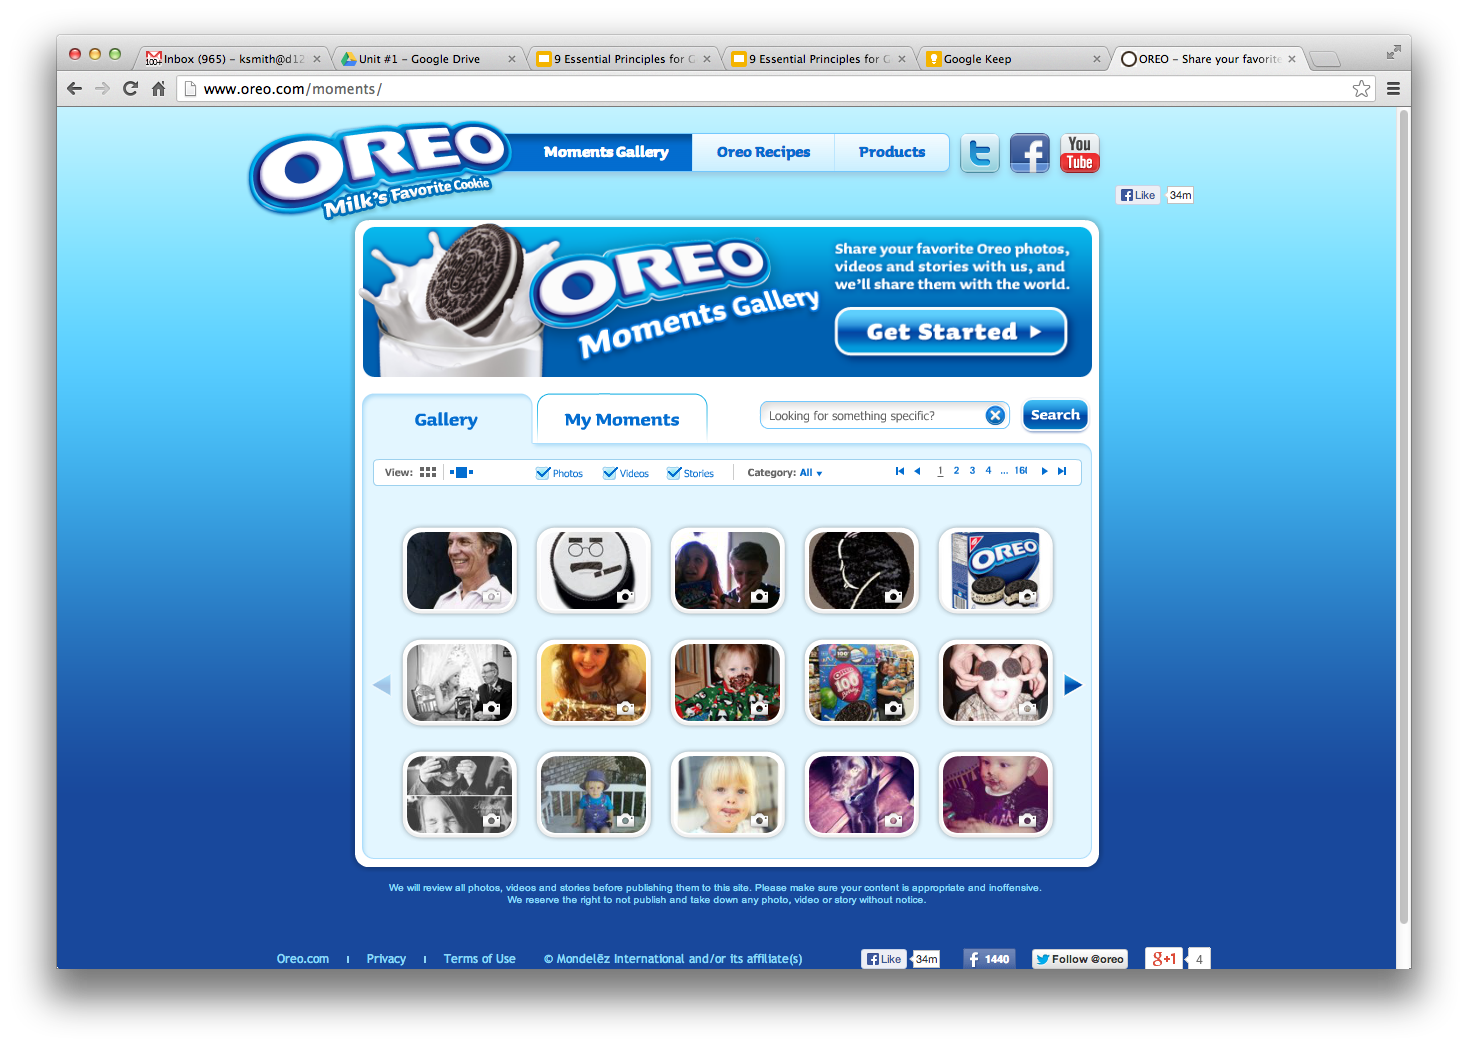 Inbox (965) – ksmith@d12
Unit #1 – Google Drive
9 Essential Principles for G
9 Essential Principles for G
Google Keep
OREO – Share your favorite
100+
www.oreo.com/moments/
OREO
Milk's Favorite Cookie
Moments Gallery
Oreo Recipes
Products
You
Tube
Like
34m
OREO
Moments Gallery
Share your favorite Oreo photos,
videos and stories with us, and
we'll share them with the world.
Get Started
Gallery
My Moments
Looking for something specific?
Search
View:
Photos
Videos
Stories
Category: All
1 2 3 4 ...
OREO
100
We will review all photos, videos and stories before publishing them to this site. Please make sure your content is appropriate and inoffensive.
We reserve the right to not publish and take down any photo, video or story without notice.
Oreo.com
Privacy
Terms of Use
© Mondelēz International and/or its affiliate(s)
Like
34m
1440
Follow @oreo
g+1
4